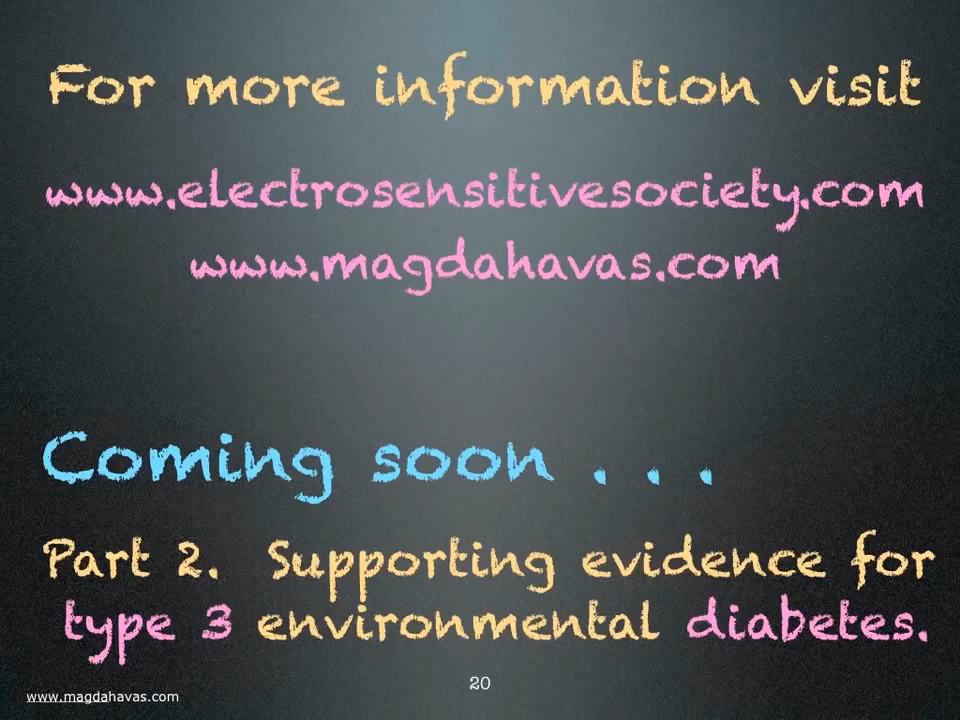 For more information visit
www.electrosensitivesociety.com
www.magdahavas.com
Coming soon . . .
Part 2. Supporting evidence for
type 3 environmental diabetes.
20
www.magdahavas.com